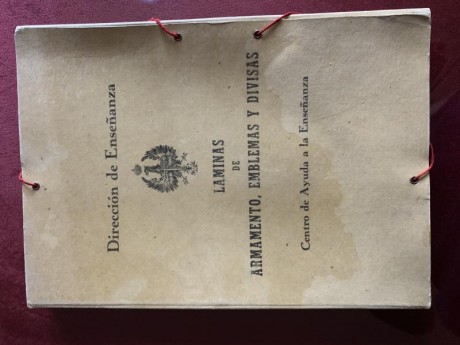 Dirección de Enseñanza
LAMINAS
DE
ARMAMENTO, EMBLEMAS Y DIVISAS
Centro de Ayuda a la Enseñanza